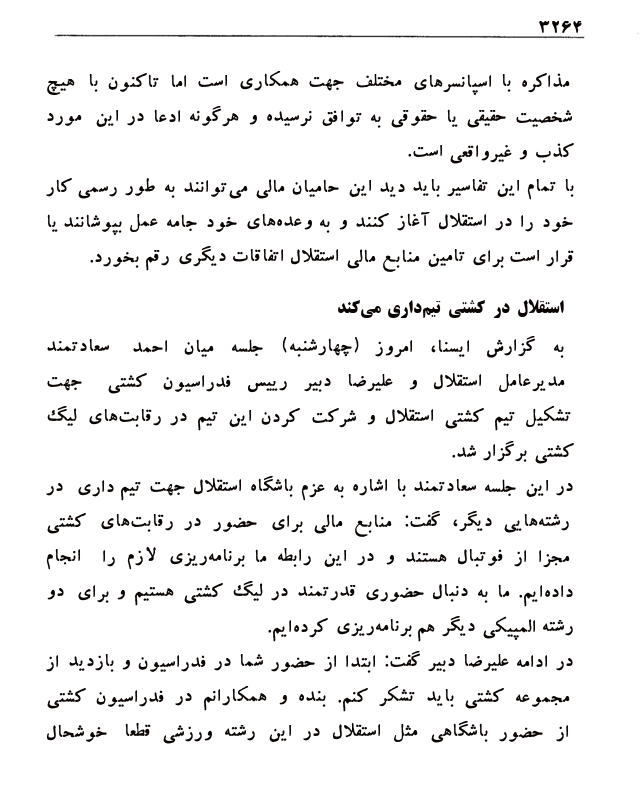 ۳۲۶۴
مذاکره با اسپانسرهای مختلف جهت همکاری است اما تاکنون با هیچ
شخصیت حقیقی یا حقوقی به توافق نرسیده و هرگونه ادعا در این مورد
کذب و غیرواقعی است.
با تمام این تفاسیر باید دید این حامیان مالی می‌توانند به طور رسمی کار
خود را در استقلال آغاز کنند و به وعده‌های خود جامه عمل بپوشانند یا
قرار است برای تامین منابع مالی استقلال اتفاقات دیگری رقم بخورد.
استقلال در کشتی تیم‌داری می‌کند
به گزارش ایسنا، امروز (چهارشنبه) جلسه میان احمد سعادتمند
مدیرعامل استقلال و علیرضا دبیر رییس فدراسیون کشتی جهت
تشکیل تیم کشتی استقلال و شرکت کردن این تیم در رقابت‌های لیگ
کشتی برگزار شد.
در این جلسه سعادتمند با اشاره به عزم باشگاه استقلال جهت تیم داری در
رشته‌هایی دیگر، گفت: منابع مالی برای حضور در رقابت‌های کشتی
مجزا از فوتبال هستند و در این رابطه ما برنامه‌ریزی لازم را انجام
داده‌ایم. ما به دنبال حضوری قدرتمند در لیگ کشتی هستیم و برای دو
رشته المپیکی دیگر هم برنامه‌ریزی کرده‌ایم.
در ادامه علیرضا دبیر گفت: ابتدا از حضور شما در فدراسیون و بازدید از
مجموعه کشتی باید تشکر کنم. بنده و همکارانم در فدراسیون کشتی
از حضور باشگاهی مثل استقلال در این رشته ورزشی قطعا خوشحال